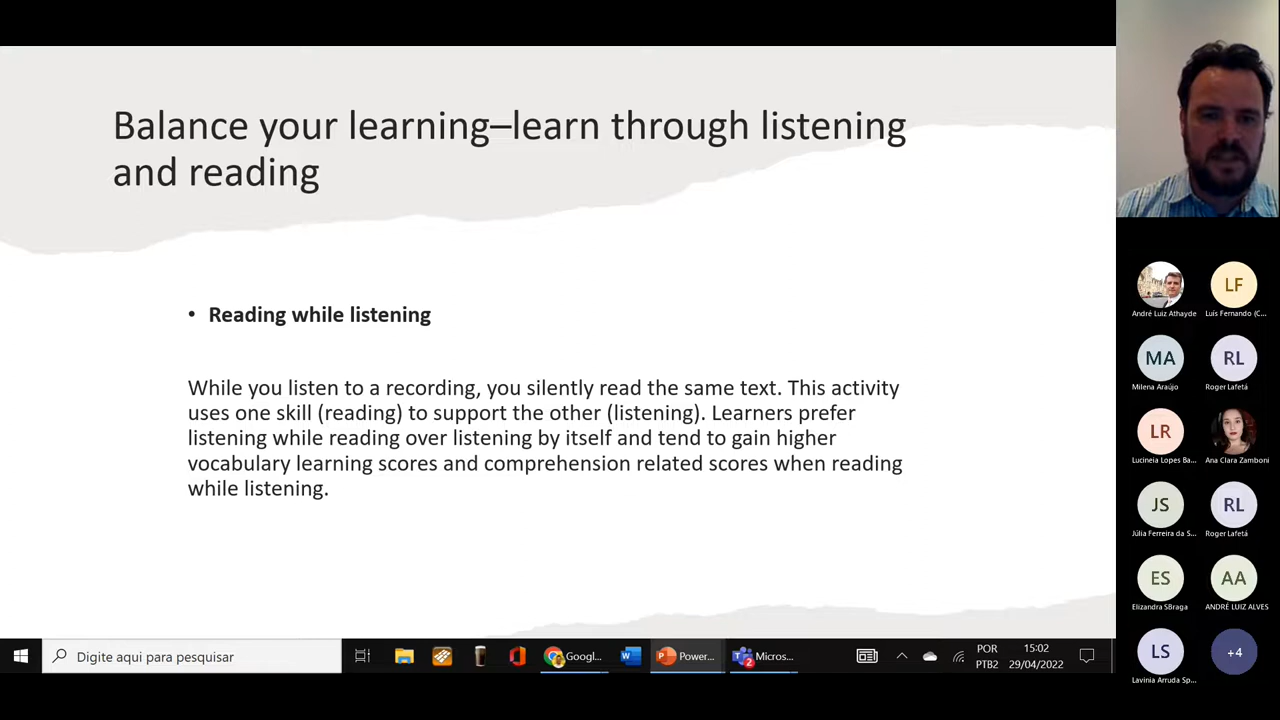 Balance your learning–learn through listening
and reading
• Reading while listening
While you listen to a recording, you silently read the same text. This activity
uses one skill (reading) to support the other (listening). Learners prefer
listening while reading over listening by itself and tend to gain higher
vocabulary learning scores and comprehension related scores when reading
while listening.
André Luiz Athayde
LF
Luís Fernando (C...
MA
Milena Araújo
RL
Roger Lafetá
LR
Lucineia Lopes Ba...
Ana Clara Zamboni
JS
Júlia Ferreira da S...
RL
Roger Lafetá
ES
Elizandra SBraga
AA
ANDRÉ LUIZ ALVES
LS
Lavinia Arruda Sp...
+4
Digite aqui para pesquisar
Googl...
Power...
2
Micros...
POR
PTB2
15:02
29/04/2022